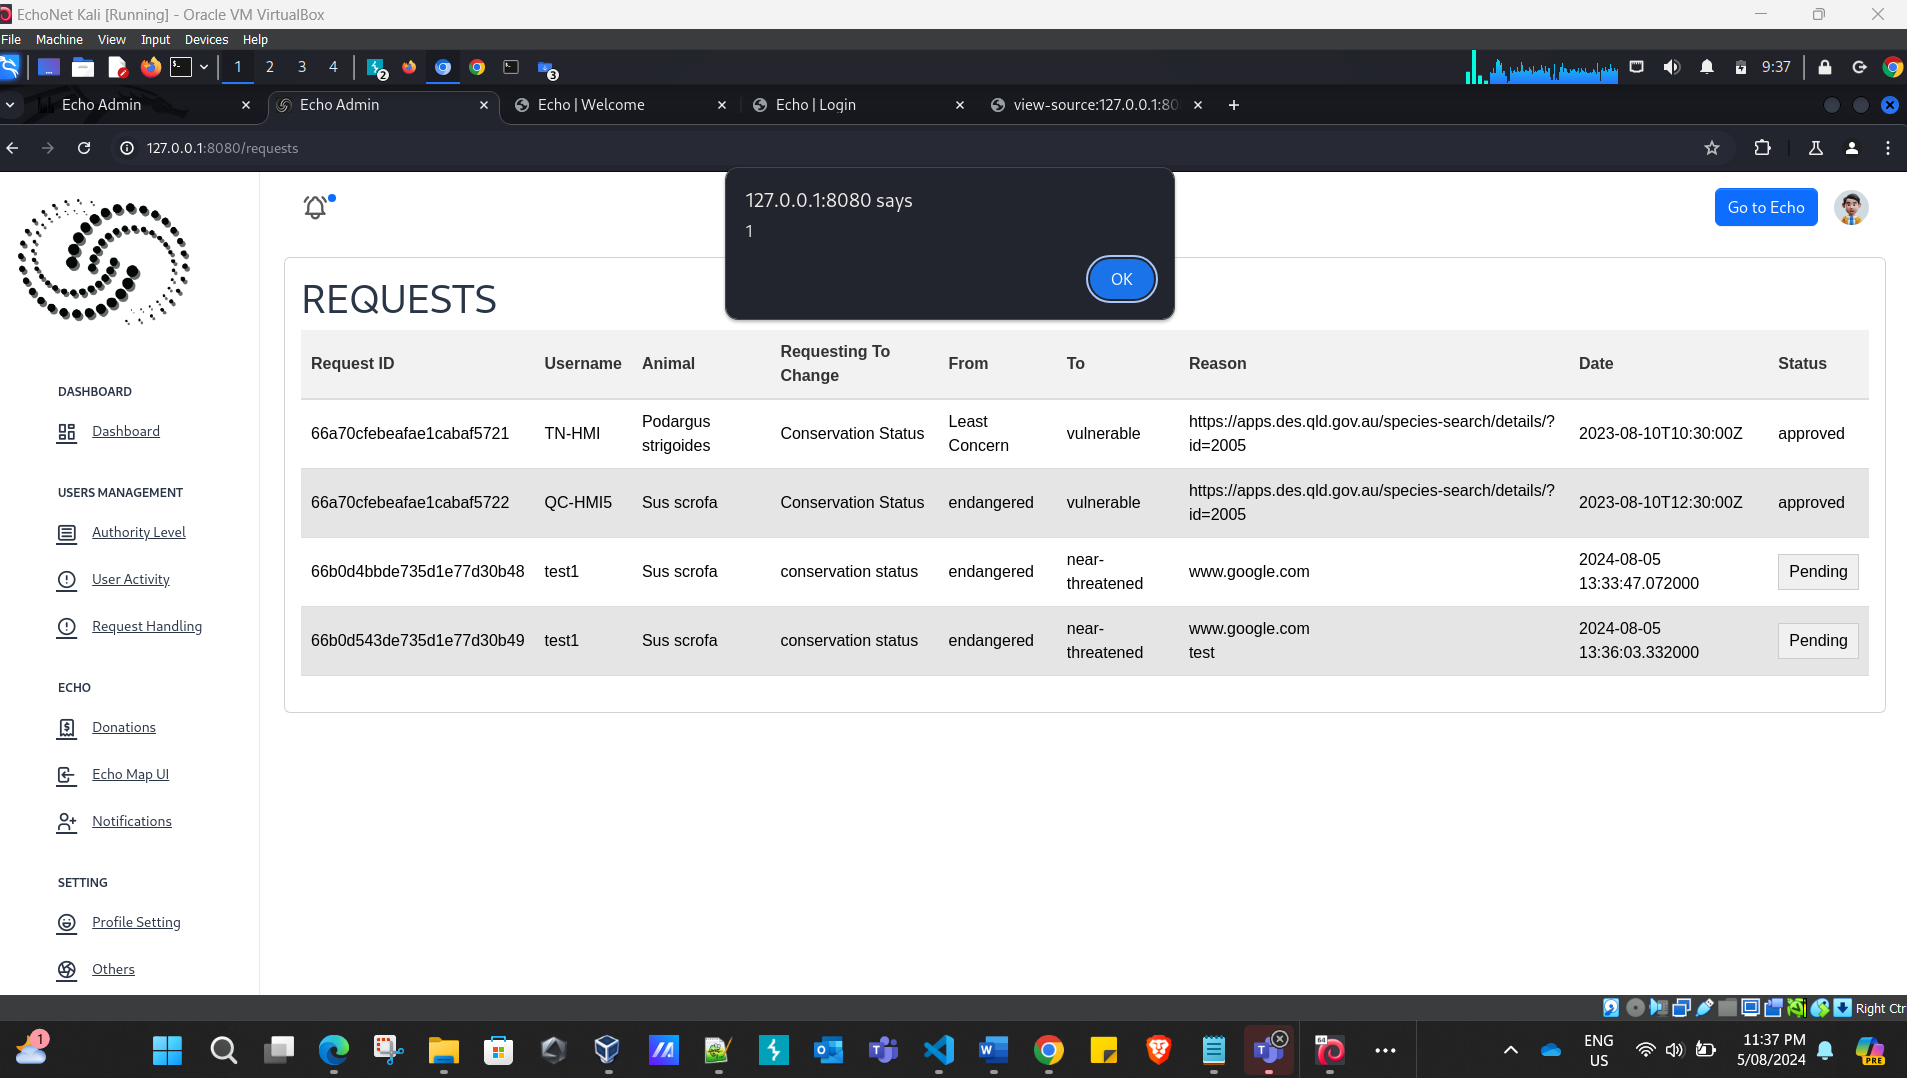 EchoNet Kali [Running] - Oracle VM VirtualBox
File Machine View Input Devices Help
1 2 3 4 2 3 9:37
Echo Admin Echo Admin Echo | Welcome Echo | Login view-source:127.0.0.1:80
127.0.0.1:8080/requests
127.0.0.1:8080 says
1
OK
Go to Echo
REQUESTS
Request ID Username Animal Requesting To Change From To Reason Date Status
66a70cfebeafae1cabaf5721 TN-HMI Podargus strigoides Conservation Status Least Concern vulnerable https://apps.des.qld.gov.au/species-search/details/?id=2005 2023-08-10T10:30:00Z approved
66a70cfebeafae1cabaf5722 QC-HMI5 Sus scrofa Conservation Status endangered vulnerable https://apps.des.qld.gov.au/species-search/details/?id=2005 2023-08-10T12:30:00Z approved
66b0d4bbde735d1e77d30b48 test1 Sus scrofa conservation status endangered near-threatened www.google.com 2024-08-05 13:33:47.072000 Pending
66b0d543de735d1e77d30b49 test1 Sus scrofa conservation status endangered near-threatened www.google.com test 2024-08-05 13:36:03.332000 Pending
DASHBOARD
Dashboard
USERS MANAGEMENT
Authority Level
User Activity
Request Handling
ECHO
Donations
Echo Map UI
Notifications
SETTING
Profile Setting
Others
Right Ctr
1
64
ENG
US
11:37 PM
5/08/2024
PRE